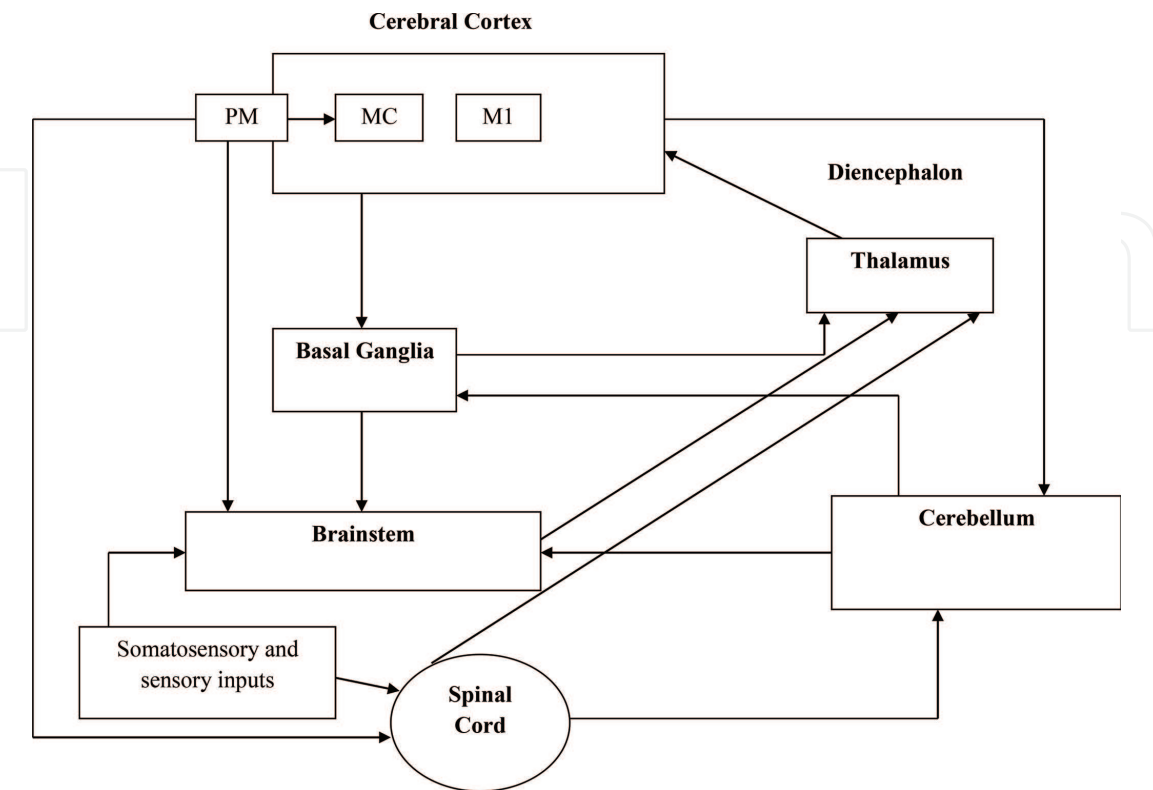 Cerebral Cortex
PM
MC
M1
Diencephalon
Thalamus
Basal Ganglia
Cerebellum
Brainstem
Somatosensory and
sensory inputs
Spinal
Cord